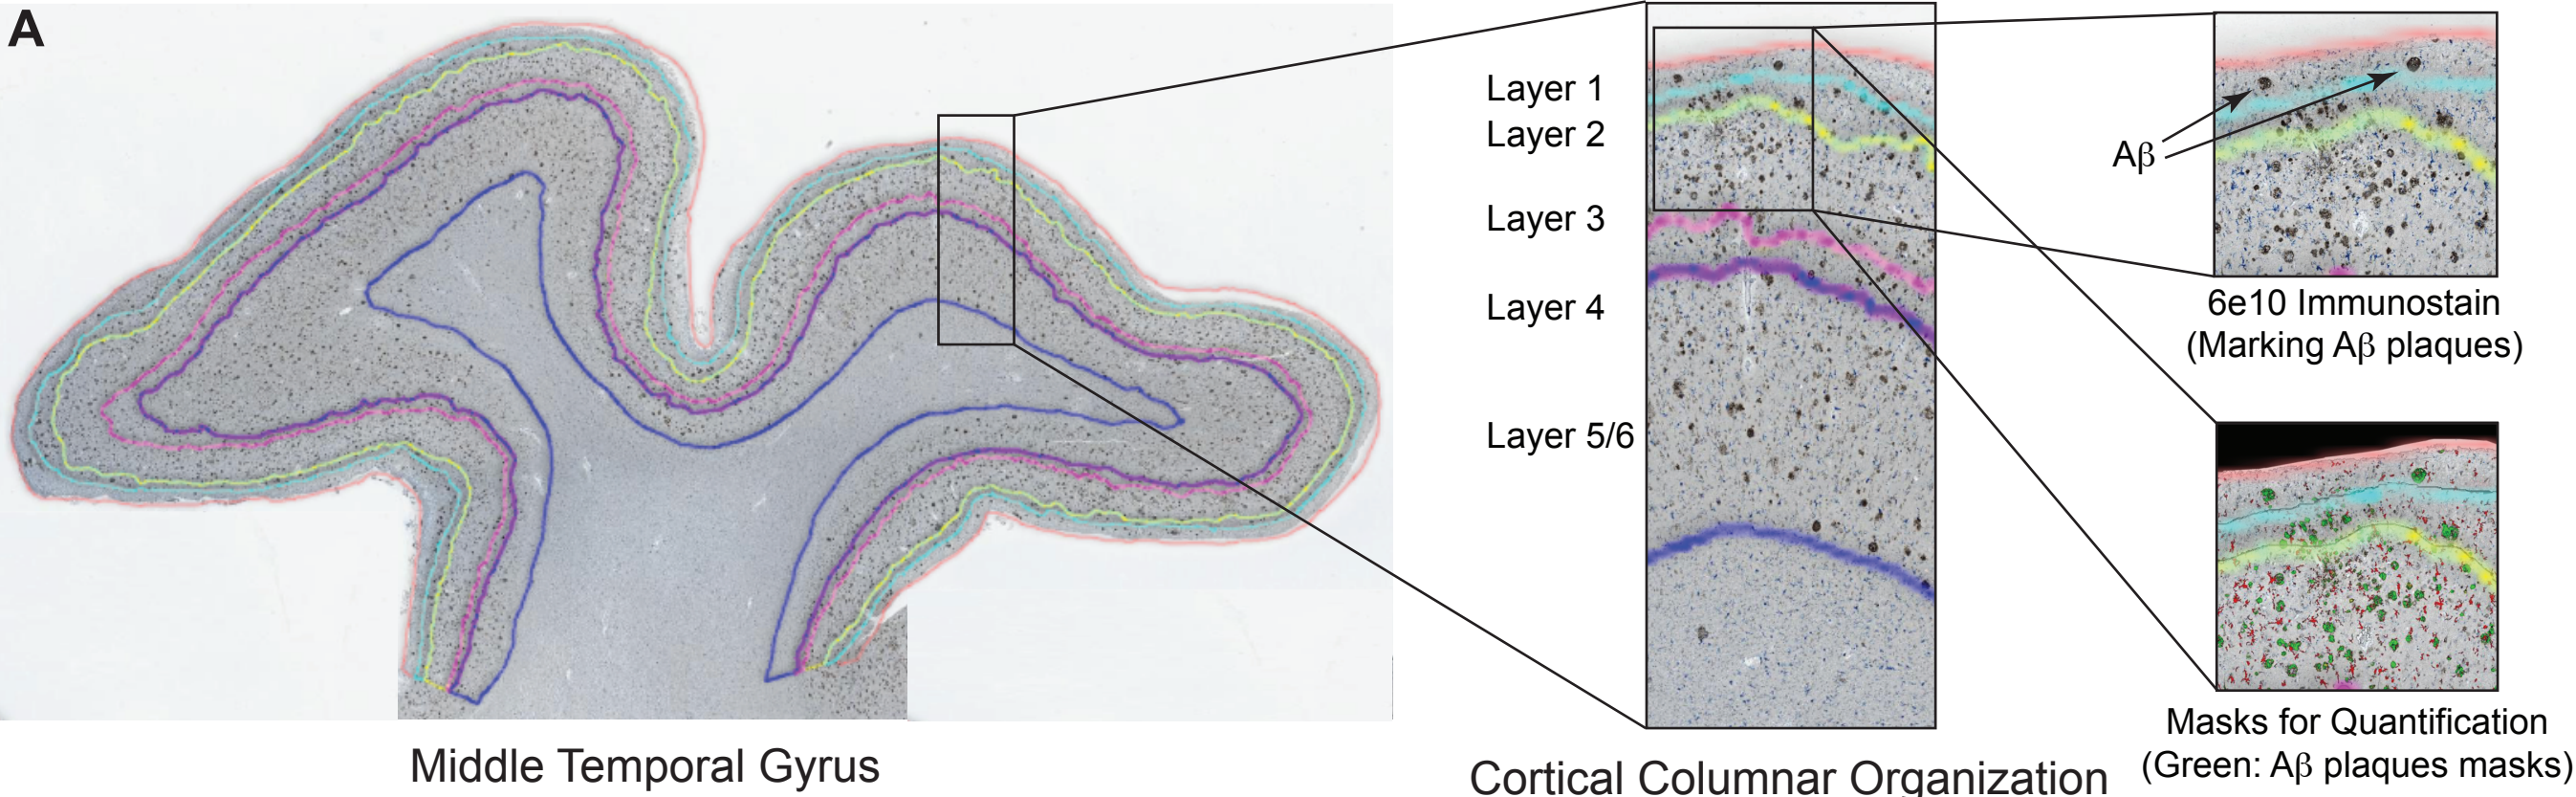 A
Layer 1
Layer 2
Layer 3
Layer 4
Layer 5/6
Aβ
6e10 Immunostain
(Marking Aβ plaques)
Masks for Quantification
(Green: Aβ plaques masks)
Middle Temporal Gyrus
Cortical Columnar Organization